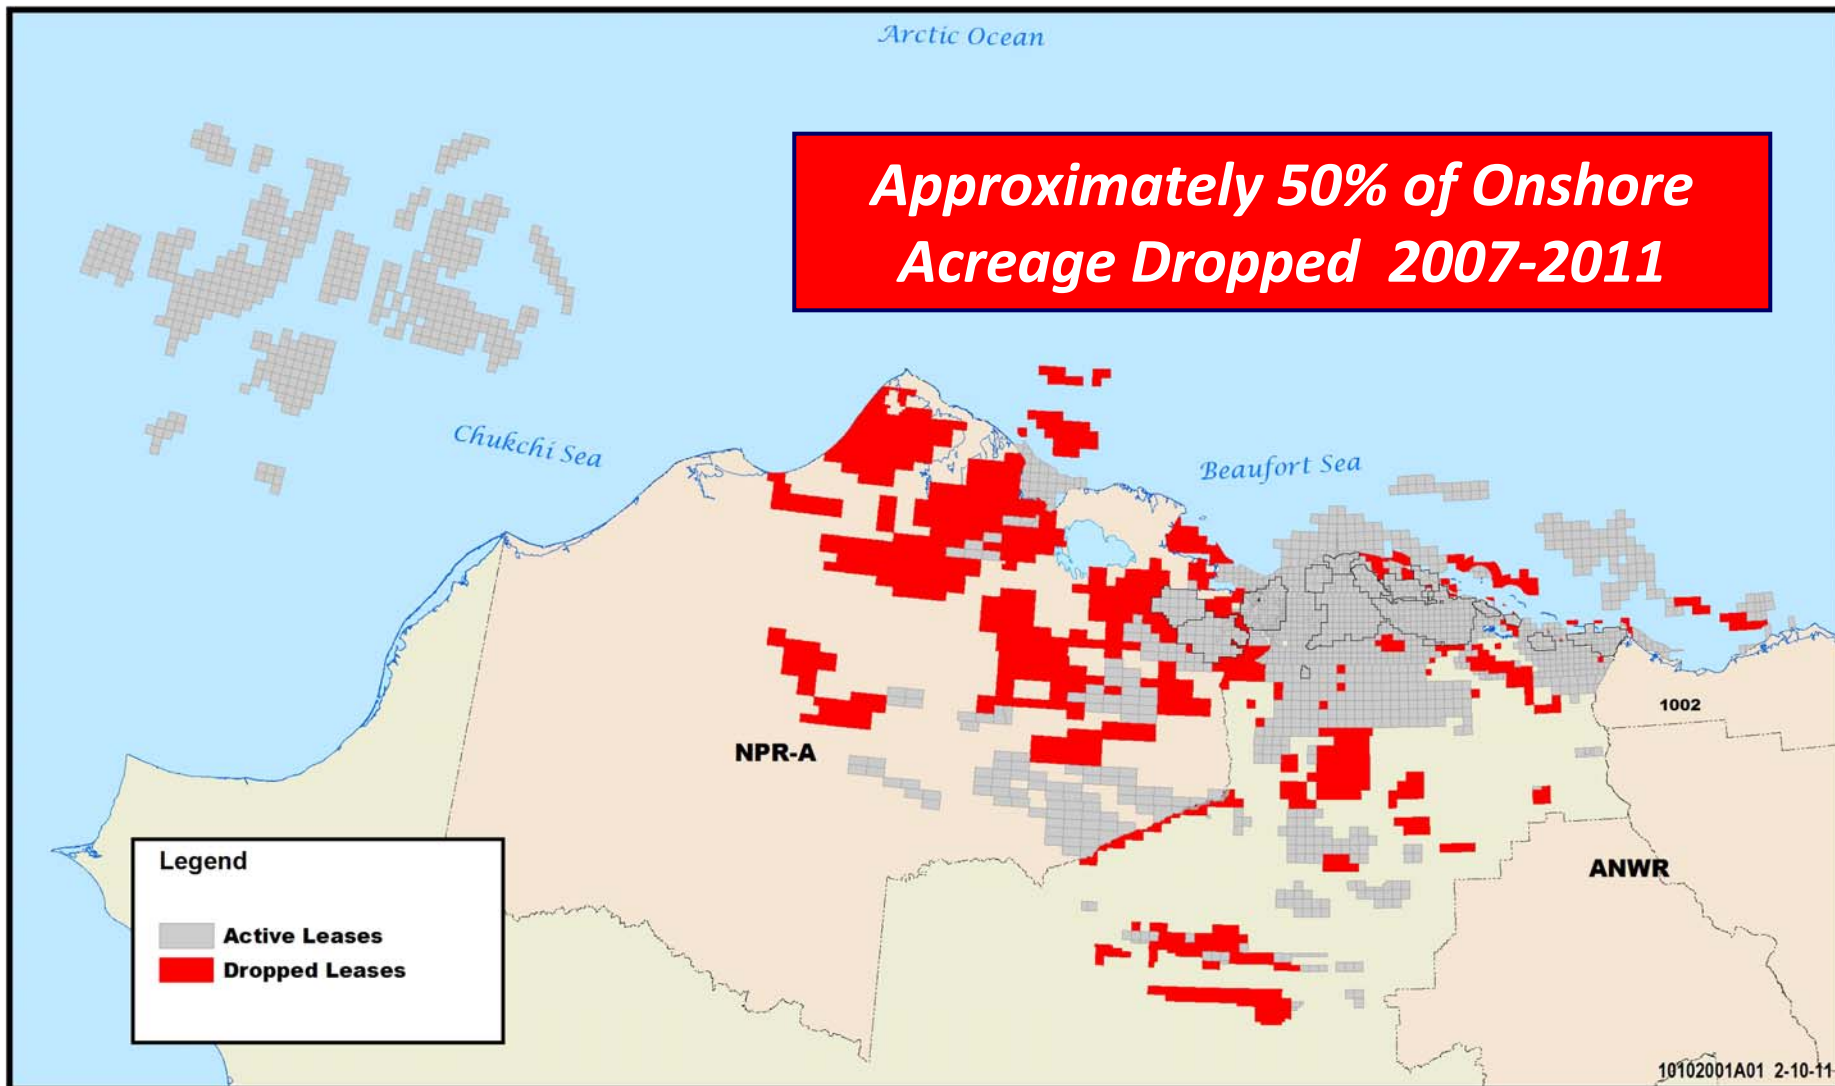 Arctic Ocean
Approximately 50% of Onshore
Acreage Dropped 2007-2011
Chukchi Sea
Beaufort Sea
1002
NPR-A
ANWR
Legend
Active Leases
Dropped Leases
10102001A01 2-10-11